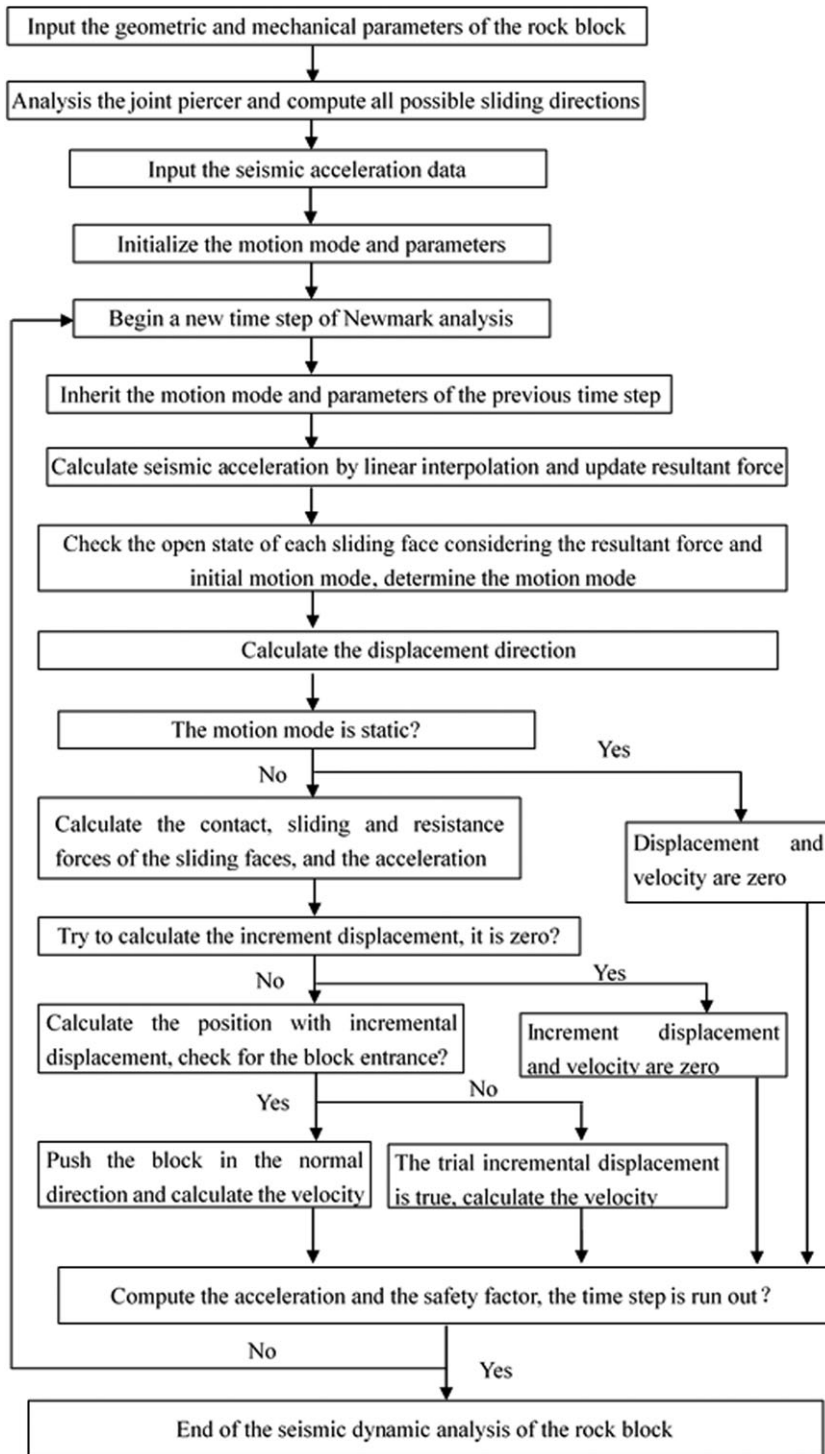 Input the geometric and mechanical parameters of the rock block
Analysis the joint piercer and compute all possible sliding directions
Input the seismic acceleration data
Initialize the motion mode and parameters
Begin a new time step of Newmark analysis
Inherit the motion mode and parameters of the previous time step
Calculate seismic acceleration by linear interpolation and update resultant force
Check the open state of each sliding face considering the resultant force and
initial motion mode, determine the motion mode
Calculate the displacement direction
The motion mode is static?
Yes
No
Calculate the contact, sliding and resistance
forces of the sliding faces, and the acceleration
Displacement and
velocity are zero
Try to calculate the increment displacement, it is zero?
No
Yes
Calculate the position with incremental
displacement, check for the block entrance?
Increment displacement
and velocity are zero
Yes
No
Push the block in the normal
direction and calculate the velocity
The trial incremental displacement
is true, calculate the velocity
Compute the acceleration and the safety factor, the time step is run out?
No
Yes
End of the seismic dynamic analysis of the rock block